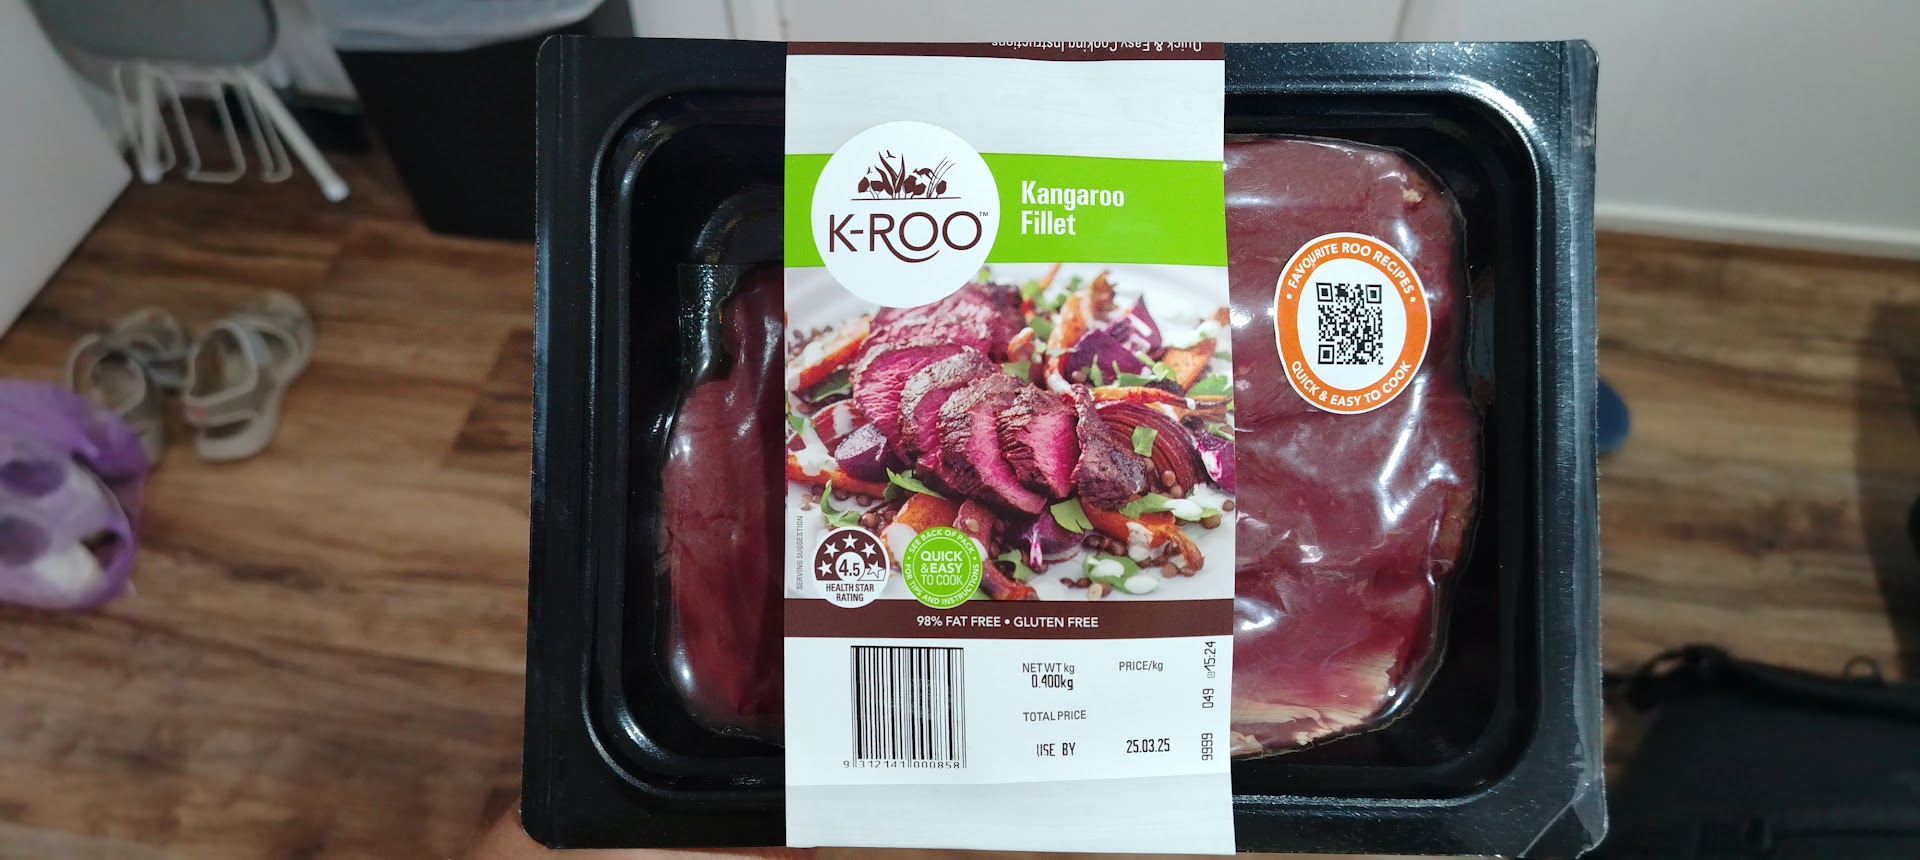 Quick & Easy Cooking Instructions
K-ROO™
Kangaroo
Fillet
FAVOURITE ROO RECIPES
QUICK & EASY TO COOK
SERVING SUGGESTION
4.5
HEALTH STAR
RATING
SEE BACK OF PACK
QUICK
&EASY
TO COOK
FOR TIPS AND INSTRUCTIONS
98% FAT FREE • GLUTEN FREE
NET WT kg
0.400kg
PRICE/kg
TOTAL PRICE
USE BY
25.03.25
9 312141 000858
9999 049 15:24